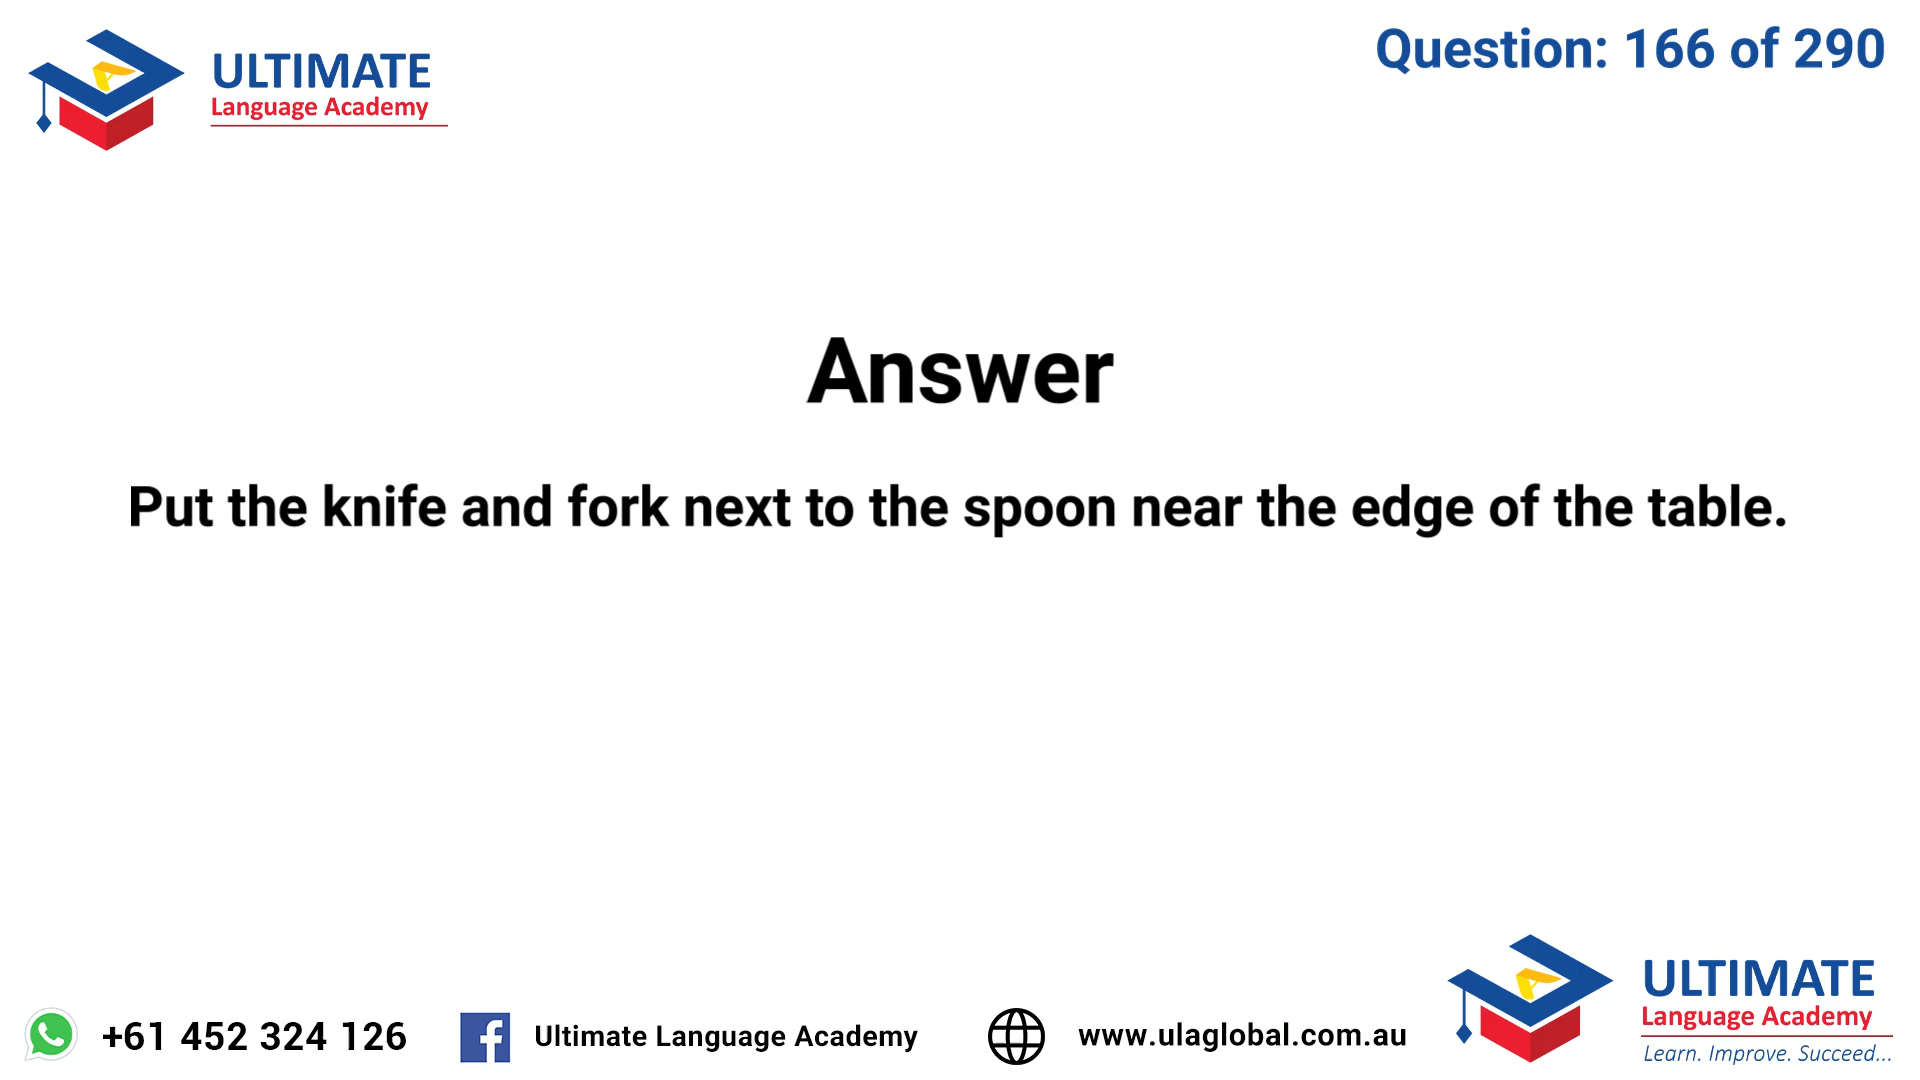 ULTIMATE
Language Academy
Question: 166 of 290
Answer
Put the knife and fork next to the spoon near the edge of the table.
+61 452 324 126
Ultimate Language Academy
www.ulaglobal.com.au
ULTIMATE
Language Academy
Learn. Improve. Succeed...